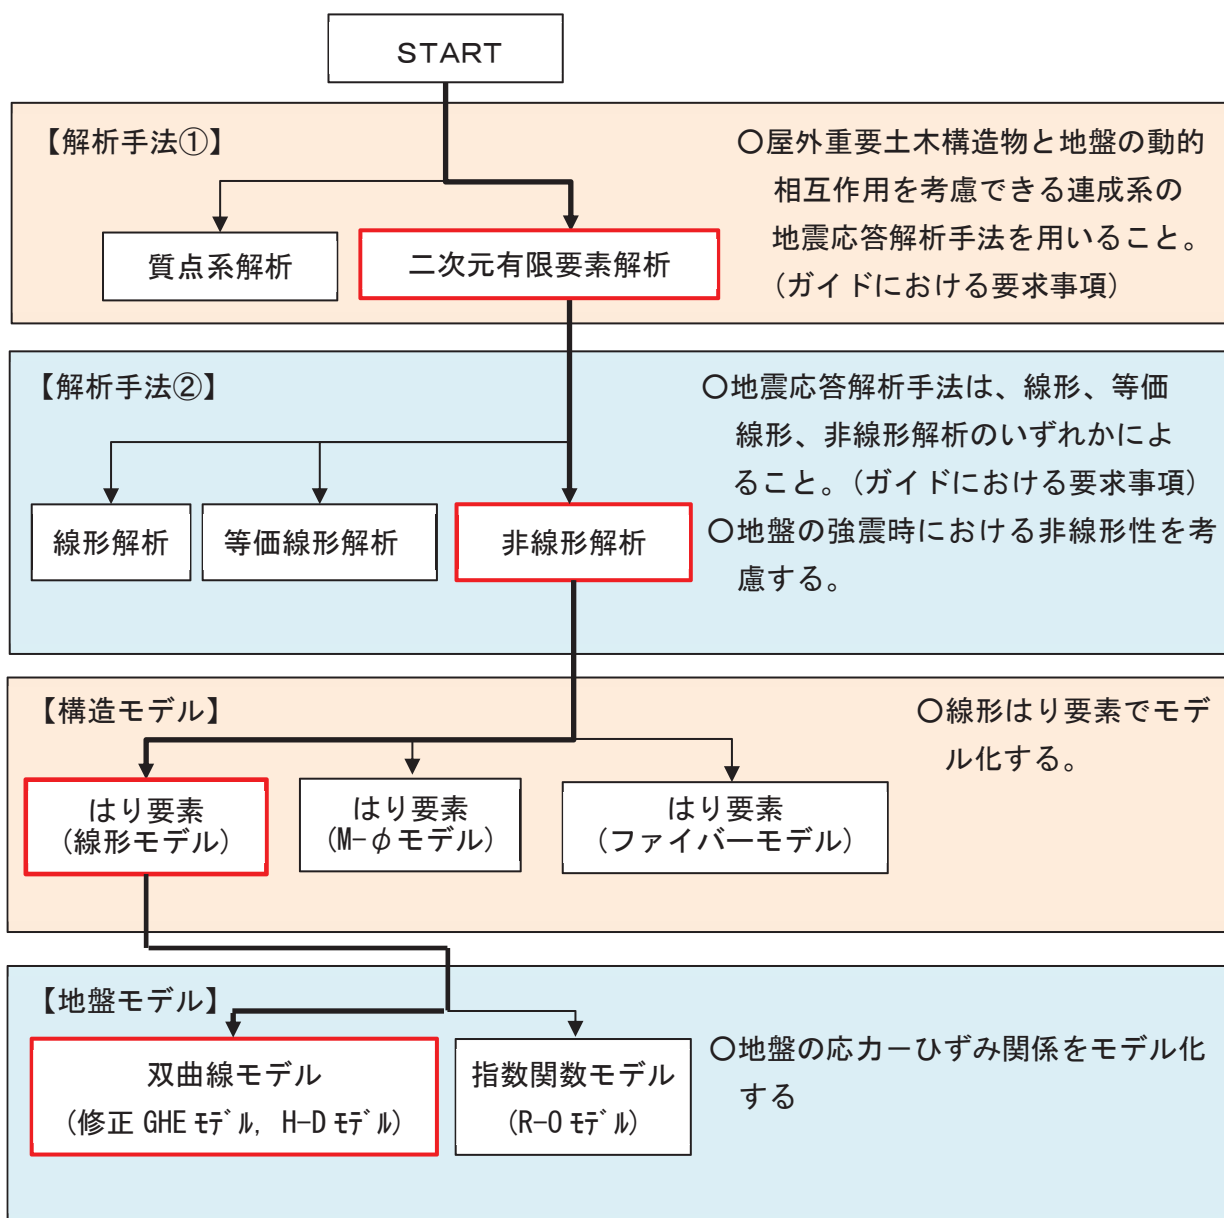 START
【解析手法①】
○屋外重要土木構造物と地盤の動的
相互作用を考慮できる連成系の
地震応答解析手法を用いること。
(ガイドにおける要求事項)
質点系解析
二次元有限要素解析
【解析手法②】
○地震応答解析手法は、線形、等価
線形、非線形解析のいずれかによ
ること。(ガイドにおける要求事項)
○地盤の強震時における非線形性を考
慮する。
線形解析
等価線形解析
非線形解析
【構造モデル】
○線形はり要素でモデ
ル化する。
はり要素
(線形モデル)
はり要素
(M-φモデル)
はり要素
(ファイバーモデル)
【地盤モデル】
○地盤の応力ーひずみ関係をモデル化
する
双曲線モデル
(修正 GHE ﾓﾃﾞﾙ, H-D ﾓﾃﾞﾙ)
指数関数モデル
(R-O ﾓﾃﾞﾙ)